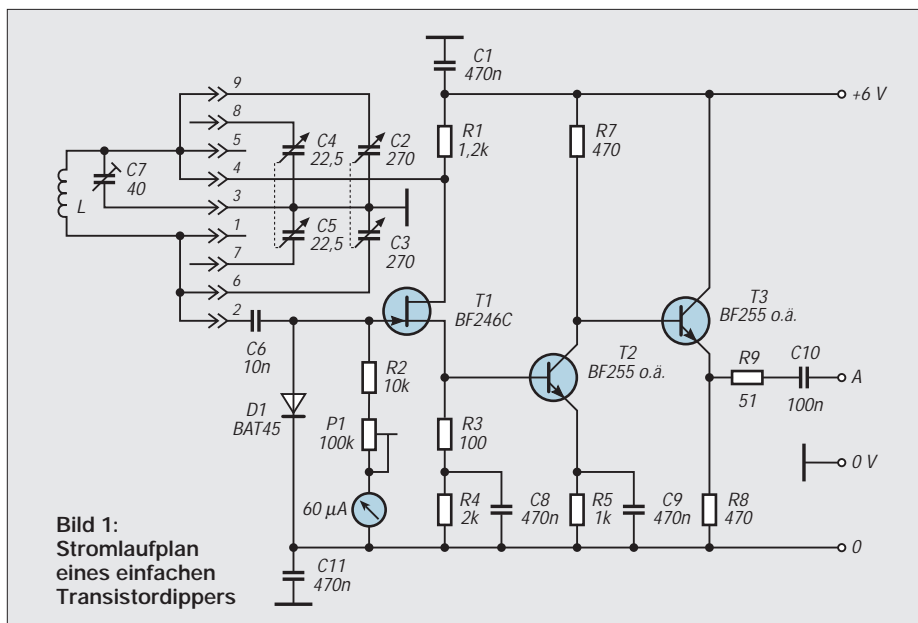 C1
470n
+6 V
9
8
5
4
3
1
7
6
2
C7
40
L
C4
22,5
C2
270
C5
22,5
C3
270
R1
1,2k
R7
470
T1
BF246C
T3
BF255 o.ä.
T2
BF255 o.ä.
C6
10n
R2
10k
D1
BAT45
P1
100k
60 µA
R3
100
R4
2k
C8
470n
R5
1k
C9
470n
R8
470
R9
51
C10
100n
A
0 V
0
C11
470n
Bild 1:
Stromlaufplan
eines einfachen
Transistordippers